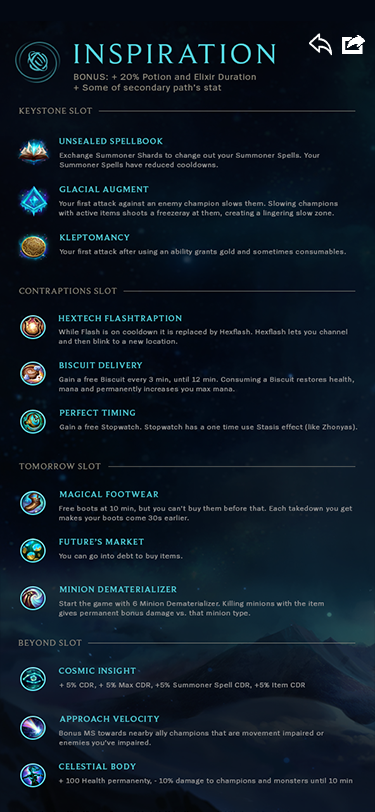 INSPIRATION
BONUS: + 20% Potion and Elixir Duration
+ Some of secondary path's stat
KEYSTONE SLOT
UNSEALED SPELLBOOK
Exchange Summoner Shards to change out your Summoner Spells. Your
Summoner Spells have reduced cooldowns.
GLACIAL AUGMENT
Your first attack against an enemy champion slows them. Slowing champions
with active items shoots a freezeray at them, creating a lingering slow zone.
KLEPTOMANCY
Your first attack after using an ability grants gold and sometimes consumables.
CONTRAPTIONS SLOT
HEXTECH FLASHTRAPTION
While Flash is on cooldown it is replaced by Hexflash. Hexflash lets you channel
and then blink to a new location.
BISCUIT DELIVERY
Gain a free Biscuit every 3 min, until 12 min. Consuming a Biscuit restores health,
mana and permanently increases you max mana.
PERFECT TIMING
Gain a free Stopwatch. Stopwatch has a one time use Stasis effect (like Zhonyas).
TOMORROW SLOT
MAGICAL FOOTWEAR
Free boots at 10 min, but you can't buy them before that. Each takedown you get
makes your boots come 30s earlier.
FUTURE'S MARKET
You can go into debt to buy items.
MINION DEMATERIALIZER
Start the game with 6 Minion Dematerializer. Killing minions with the item
gives permanent bonus damage vs. that minion type.
BEYOND SLOT
COSMIC INSIGHT
+ 5% CDR, + 5% Max CDR, +5% Summoner Spell CDR, +5% Item CDR
APPROACH VELOCITY
Bonus MS towards nearby ally champions that are movement impaired or
enemies you've impaired.
CELESTIAL BODY
+ 100 Health permanenty, - 10% damage to champions and monsters until 10 min